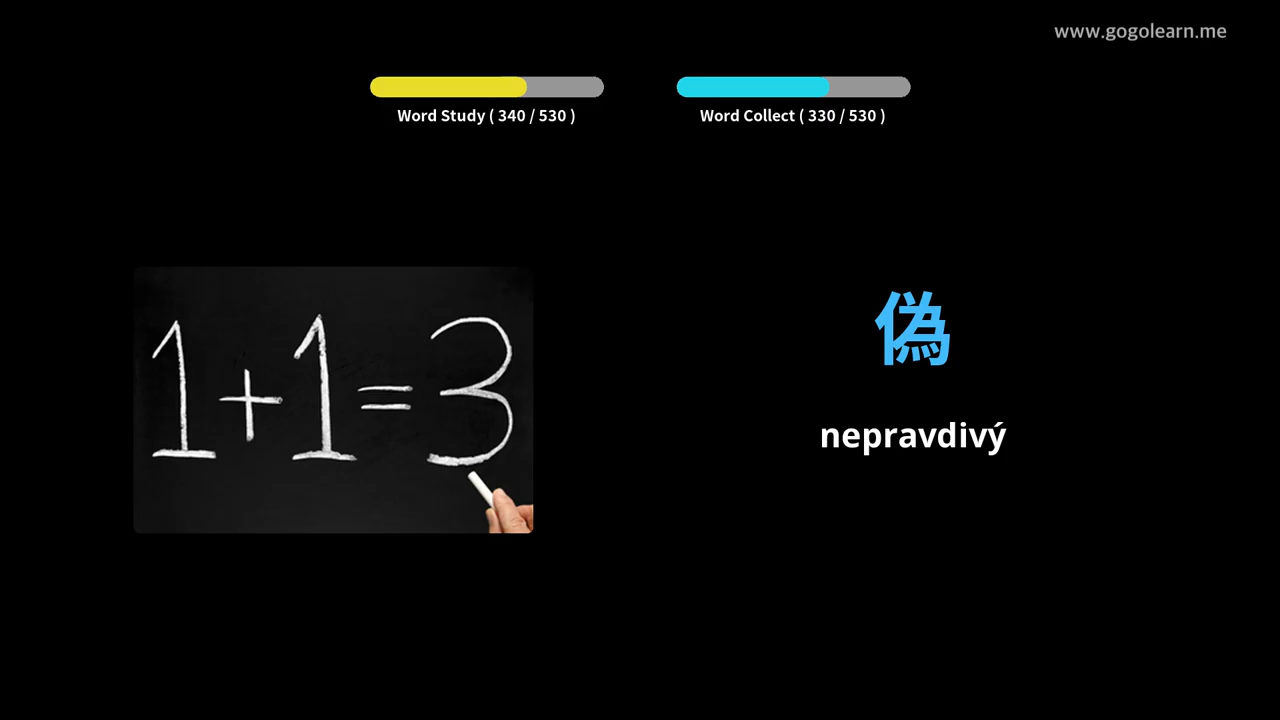 www.gogolearn.me
Word Study ( 340 / 530 )
Word Collect ( 330 / 530 )
1+1=3
偽
nepravdivý